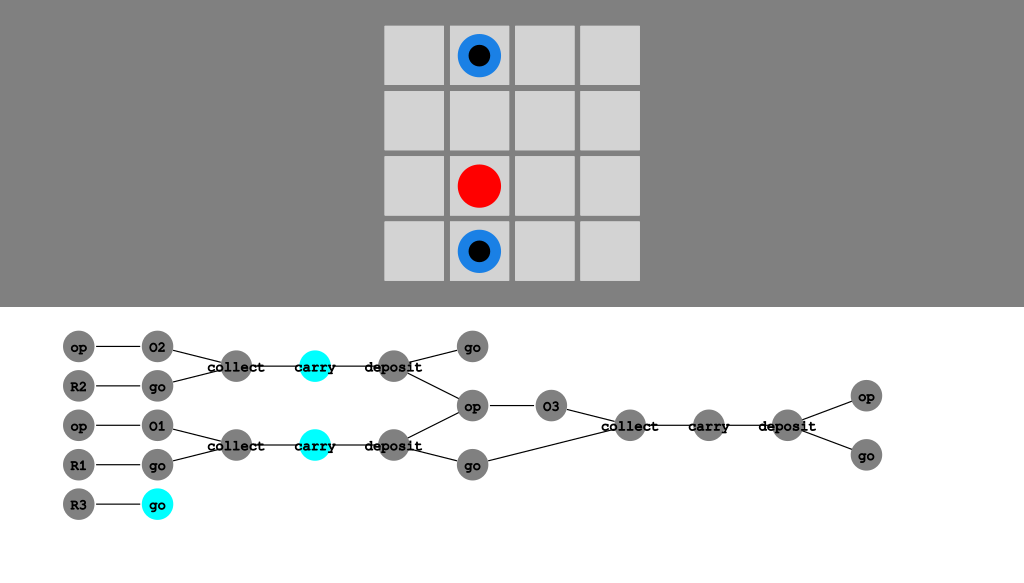 op O2 go
collect carry deposit
R2 go
op O3 op
op O1 collect carry deposit
collect carry deposit
R1 go go go
R3 go